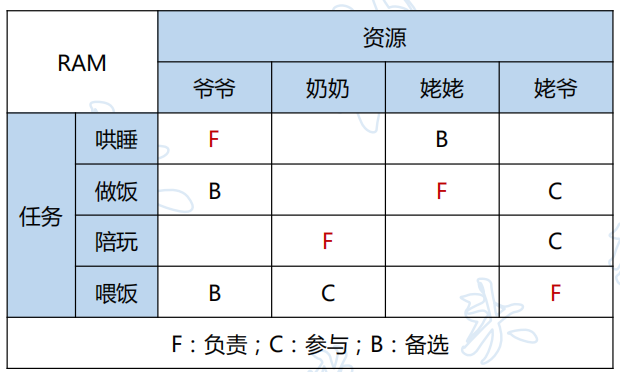 RAM 资源
爷爷 奶奶 姥姥 姥爷
任务
哄睡 F B
做饭 B F C
陪玩 F C
喂饭 B C F
F：负责；C：参与；B：备选